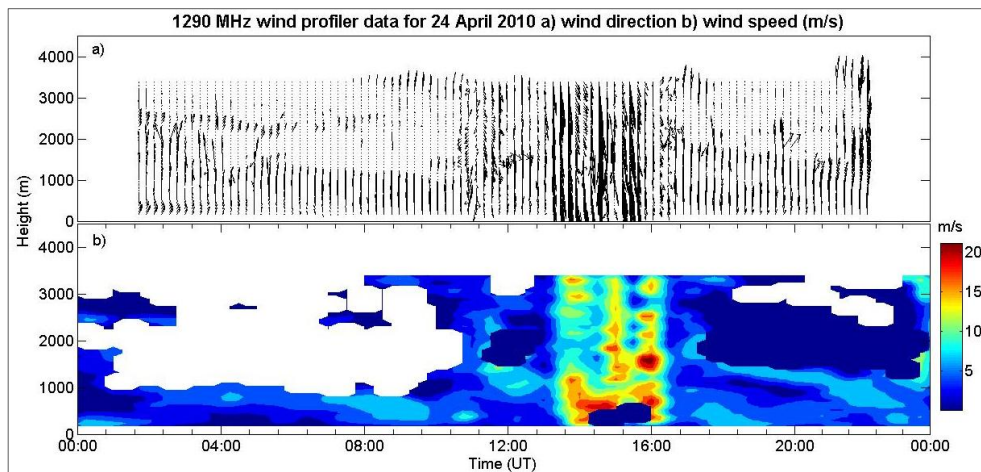 1290 MHz wind profiler data for 24 April 2010 a) wind direction b) wind speed (m/s)
a)
4000
3000
2000
1000
0
Height (m)
b)
4000
3000
2000
1000
0
00:00 04:00 08:00 12:00 16:00 20:00 00:00
Time (UT)
m/s
20
15
10
5